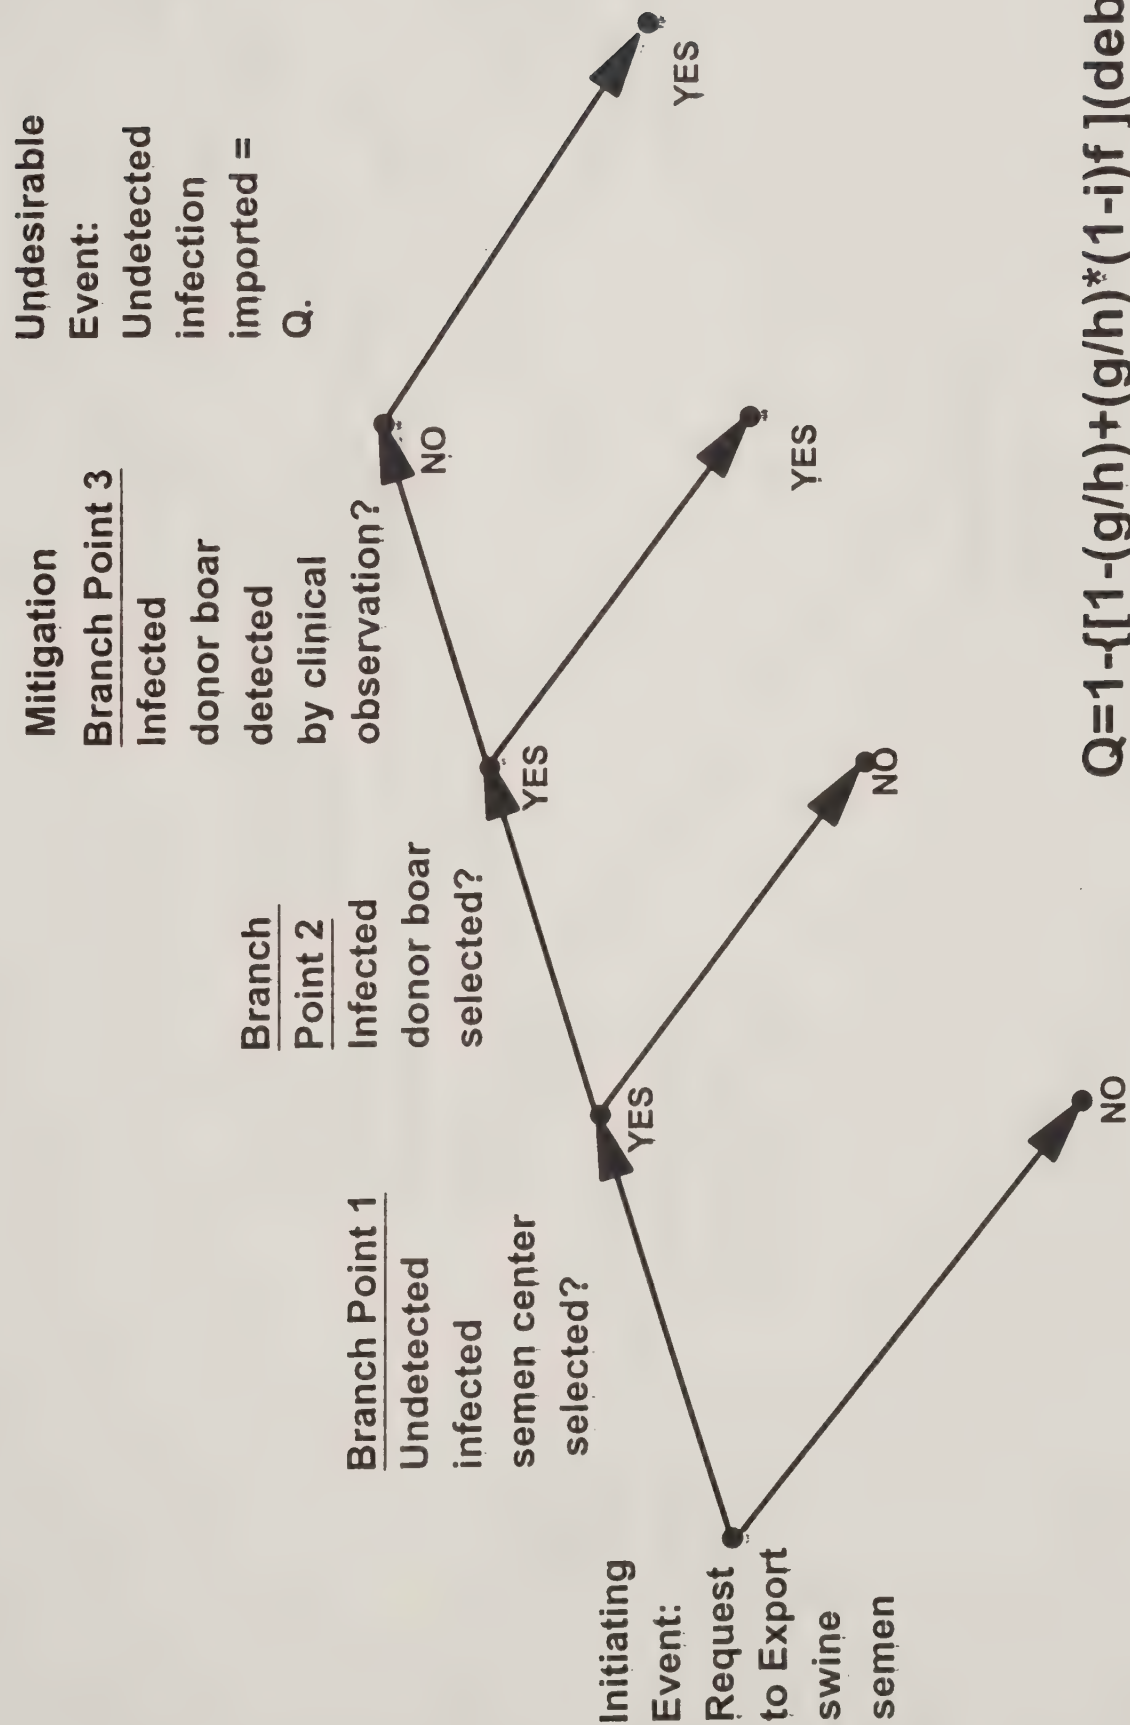 Initiating
Event:
Request
to Export
swine
semen
Branch Point 1
Undetected
infected
semen center
selected?
Branch
Point 2
Infected
donor boar
selected?
Mitigation
Branch Point 3
Infected
donor boar
detected
by clinical
observation?
Undesirable
Event:
Undetected
infection
imported =
Q.
YES
NO
YES
NO
NO
YES
YES
Q=1-{[1-(g/h)+(g/h)*(1-i)f ](deb